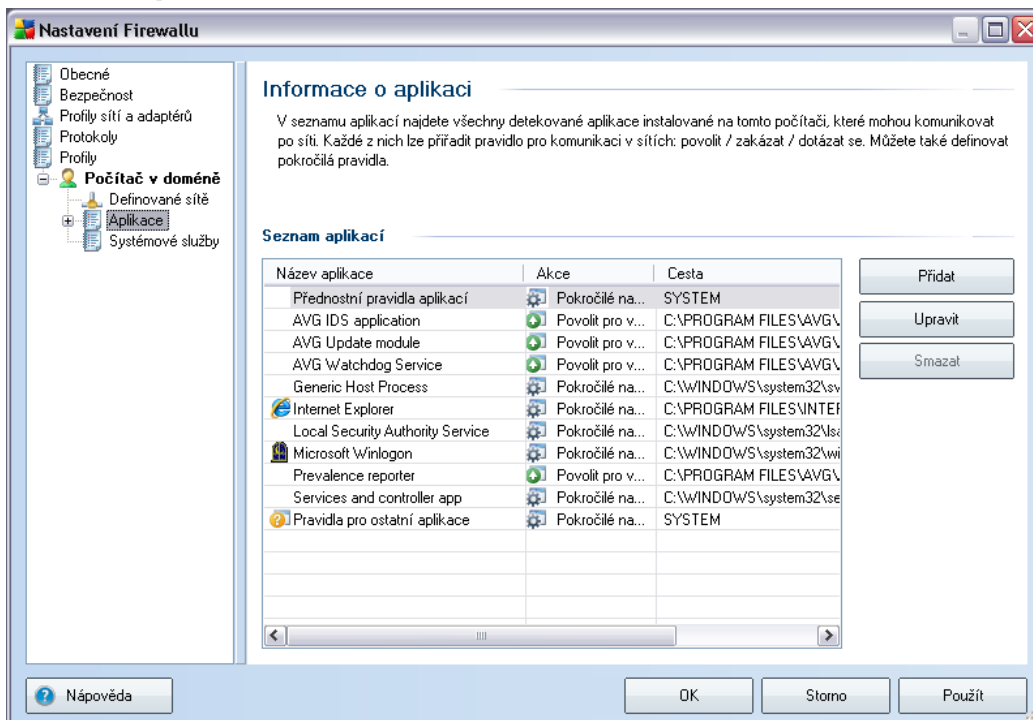 Nastavení Firewallu
Obecné
Bezpečnost
Profily sítí a adaptérů
Protokoly
Profily
Počítač v doméně
Definované sítě
Aplikace
Systémové služby
Informace o aplikaci
V seznamu aplikací najdete všechny detekované aplikace instalované na tomto počítači, které mohou komunikovat
po síti. Každé z nich lze přiřadit pravidlo pro komunikaci v sítích: povolit / zakázat / dotázat se. Můžete také definovat
pokročilá pravidla.
Seznam aplikací
Název aplikace Akce Cesta
Přednostní pravidla aplikací Pokročilé na... SYSTEM
AVG IDS application Povolit pro v... C:\PROGRAM FILES\AVG\
AVG Update module Povolit pro v... C:\PROGRAM FILES\AVG\
AVG Watchdog Service Povolit pro v... C:\PROGRAM FILES\AVG\
Generic Host Process Pokročilé na... C:\WINDOWS\system32\sv
Internet Explorer Pokročilé na... C:\PROGRAM FILES\INTEF
Local Security Authority Service Pokročilé na... C:\WINDOWS\system32\lsa
Microsoft Winlogon Pokročilé na... C:\WINDOWS\system32\wi
Prevalence reporter Povolit pro v... C:\PROGRAM FILES\AVG\
Services and controller app Pokročilé na... C:\WINDOWS\system32\se
Pravidla pro ostatní aplikace Pokročilé na... SYSTEM
Přidat
Upravit
Smazat
Nápověda
OK
Storno
Použít